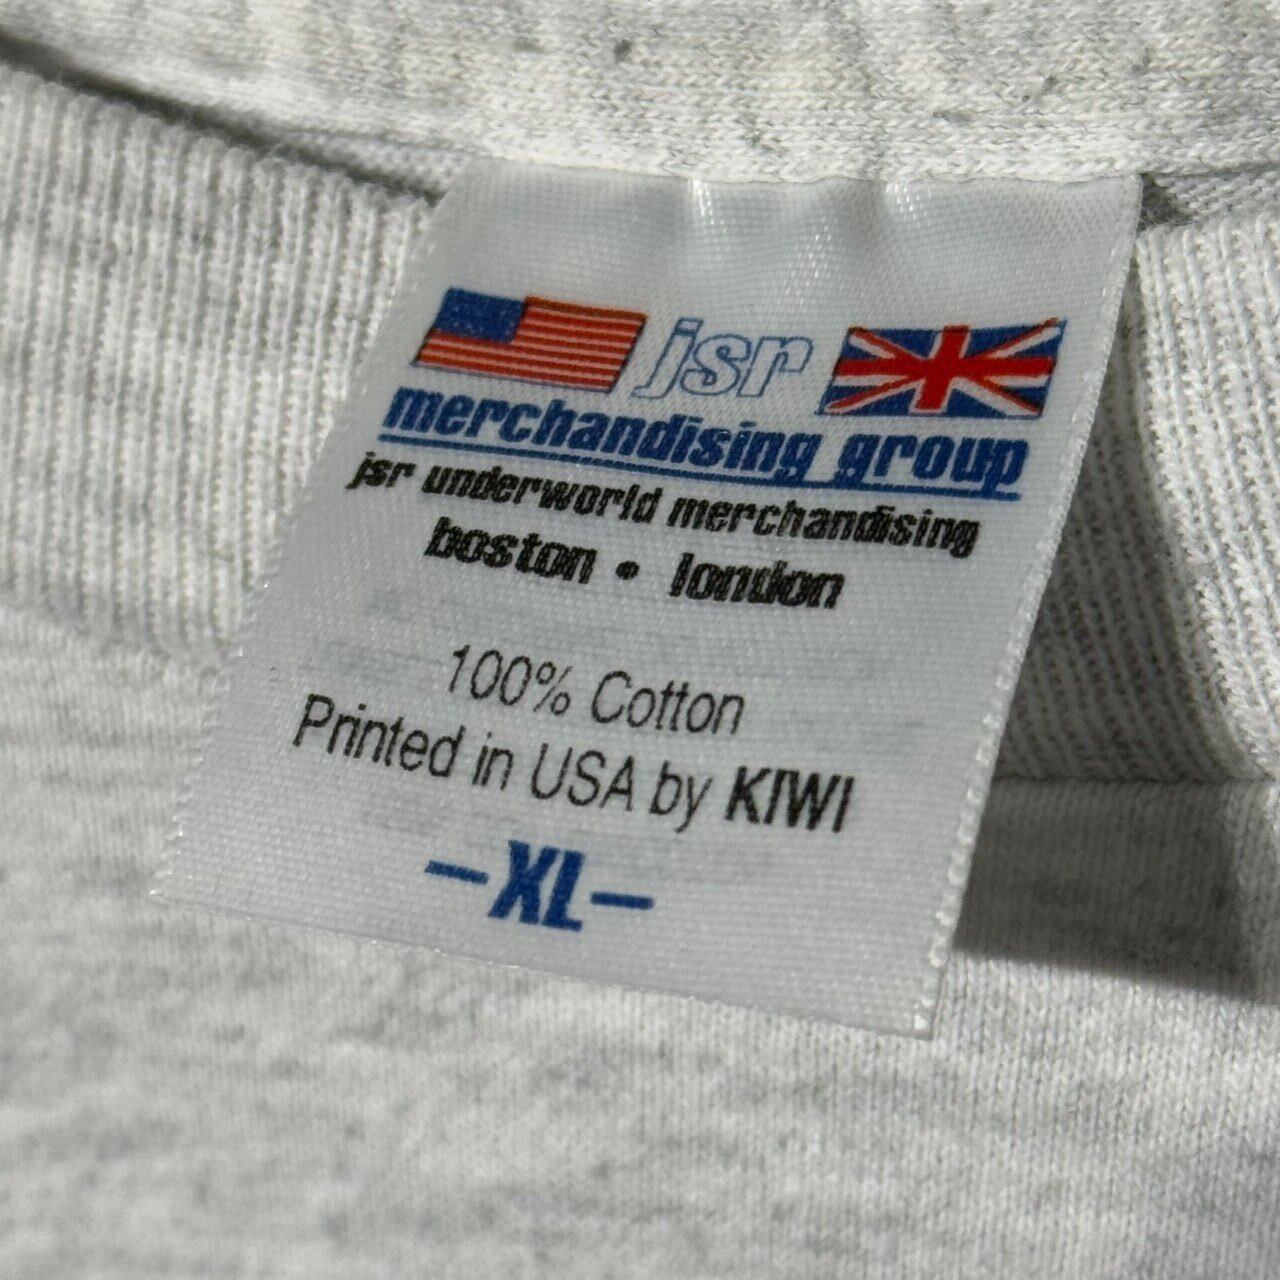 jsr
merchandising group
jsr underworld merchandising
boston • london
100% Cotton
Printed in USA by KIWI
-XL-